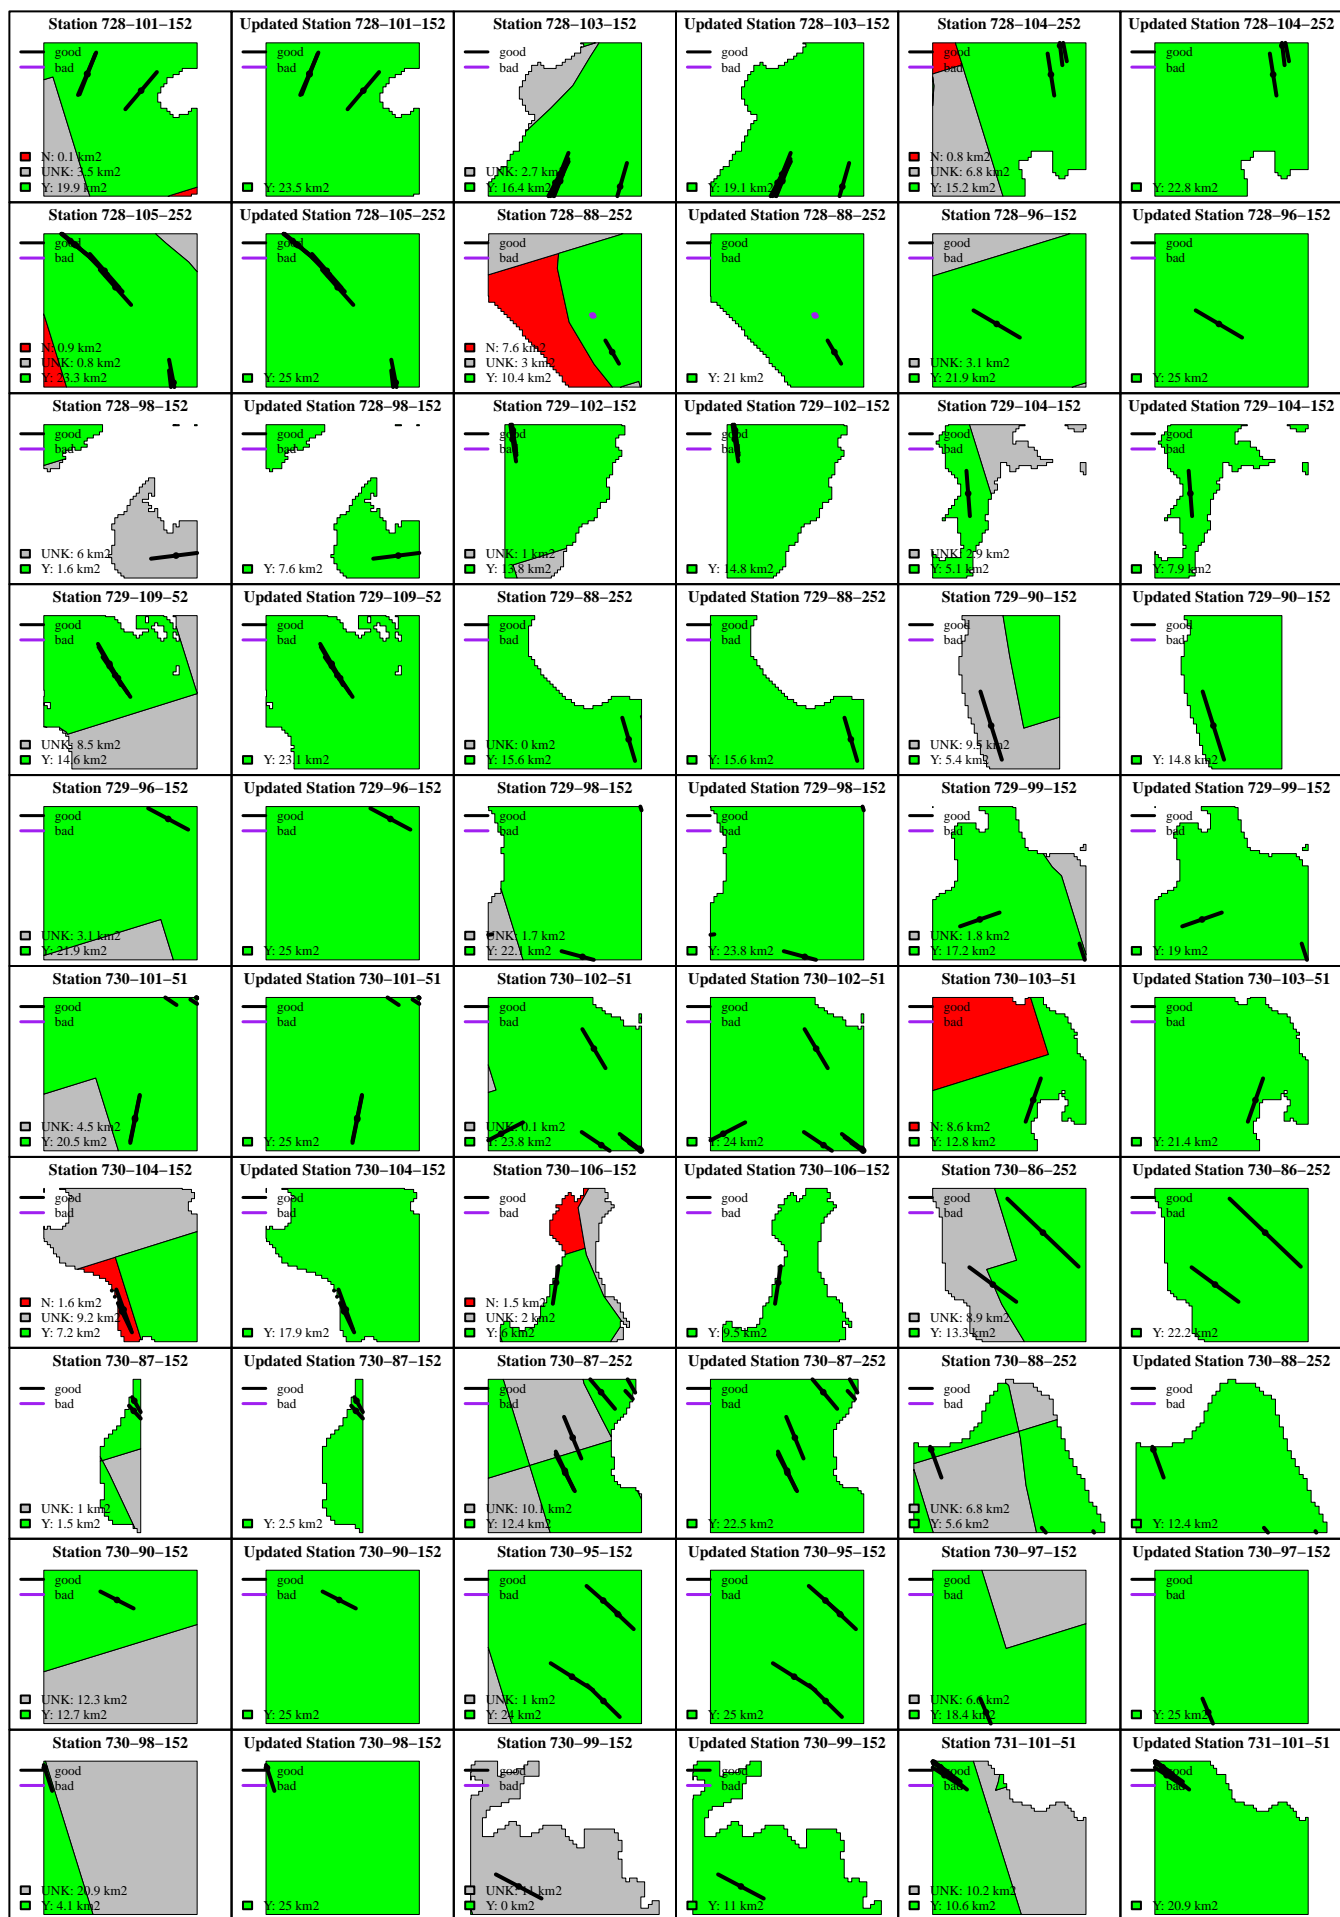 Station 728−101−152
good
bad
N: 0.1 km2
UNK: 3.5 km2
Y: 19.9 km2
Updated Station 728−101−152
good
bad
Y: 23.5 km2
Station 728−103−152
good
bad
UNK: 2.7 km2
Y: 16.4 km2
Updated Station 728−103−152
good
bad
Y: 19.1 km2
Station 728−104−252
good
bad
N: 0.8 km2
UNK: 6.8 km2
Y: 15.2 km2
Updated Station 728−104−252
good
bad
Y: 22.8 km2
Station 728−105−252
good
bad
N: 0.9 km2
UNK: 0.8 km2
Y: 23.3 km2
Updated Station 728−105−252
good
bad
Y: 25 km2
Station 728−88−252
good
bad
N: 7.6 km2
UNK: 3 km2
Y: 10.4 km2
Updated Station 728−88−252
good
bad
Y: 21 km2
Station 728−96−152
good
bad
UNK: 3.1 km2
Y: 21.9 km2
Updated Station 728−96−152
good
bad
Y: 25 km2
Station 728−98−152
good
bad
UNK: 6 km2
Y: 1.6 km2
Updated Station 728−98−152
good
bad
Y: 7.6 km2
Station 729−102−152
good
bad
UNK: 1 km2
Y: 13.8 km2
Updated Station 729−102−152
good
bad
Y: 14.8 km2
Station 729−104−152
good
bad
UNK: 2.9 km2
Y: 5.1 km2
Updated Station 729−104−152
good
bad
Y: 7.9 km2
Station 729−109−52
good
bad
UNK: 8.5 km2
Y: 14.6 km2
Updated Station 729−109−52
good
bad
Y: 23.1 km2
Station 729−88−252
good
bad
UNK: 0 km2
Y: 15.6 km2
Updated Station 729−88−252
good
bad
Y: 15.6 km2
Station 729−90−152
good
bad
UNK: 9.5 km2
Y: 5.4 km2
Updated Station 729−90−152
good
bad
Y: 14.8 km2
Station 729−96−152
good
bad
UNK: 3.1 km2
Y: 21.9 km2
Updated Station 729−96−152
good
bad
Y: 25 km2
Station 729−98−152
good
bad
UNK: 1.7 km2
Y: 22.1 km2
Updated Station 729−98−152
good
bad
Y: 23.8 km2
Station 729−99−152
good
bad
UNK: 1.8 km2
Y: 17.2 km2
Updated Station 729−99−152
good
bad
Y: 19 km2
Station 730−101−51
good
bad
UNK: 4.5 km2
Y: 20.5 km2
Updated Station 730−101−51
good
bad
Y: 25 km2
Station 730−102−51
good
bad
UNK: 0.1 km2
Y: 23.8 km2
Updated Station 730−102−51
good
bad
Y: 24 km2
Station 730−103−51
good
bad
N: 8.6 km2
Y: 12.8 km2
Updated Station 730−103−51
good
bad
Y: 21.4 km2
Station 730−104−152
good
bad
N: 1.6 km2
UNK: 9.2 km2
Y: 7.2 km2
Updated Station 730−104−152
good
bad
Y: 17.9 km2
Station 730−106−152
good
bad
N: 1.5 km2
UNK: 2 km2
Y: 6 km2
Updated Station 730−106−152
good
bad
Y: 9.5 km2
Station 730−86−252
good
bad
UNK: 8.9 km2
Y: 13.3 km2
Updated Station 730−86−252
good
bad
Y: 22.2 km2
Station 730−87−152
good
bad
UNK: 1 km2
Y: 1.5 km2
Updated Station 730−87−152
good
bad
Y: 2.5 km2
Station 730−87−252
good
bad
UNK: 10.1 km2
Y: 12.4 km2
Updated Station 730−87−252
good
bad
Y: 22.5 km2
Station 730−88−252
good
bad
UNK: 6.8 km2
Y: 5.6 km2
Updated Station 730−88−252
good
bad
Y: 12.4 km2
Station 730−90−152
good
bad
UNK: 12.3 km2
Y: 12.7 km2
Updated Station 730−90−152
good
bad
Y: 25 km2
Station 730−95−152
good
bad
UNK: 1 km2
Y: 24 km2
Updated Station 730−95−152
good
bad
Y: 25 km2
Station 730−97−152
good
bad
UNK: km2
Y: 18.4 km2
Updated Station 730−97−152
good
bad
Y: 25 km2
Station 730−98−152
good
bad
UNK: 20.9 km2
Y: 4.1 km2
Updated Station 730−98−152
good
bad
Y: 25 km2
Station 730−99−152
good
bad
UNK: 11 km2
Y: 0 km2
Updated Station 730−99−152
good
bad
Y: 11 km2
Station 731−101−51
good
bad
UNK: 10.2 km2
Y: 10.6 km2
Updated Station 731−101−51
good
bad
Y: 20.9 km2